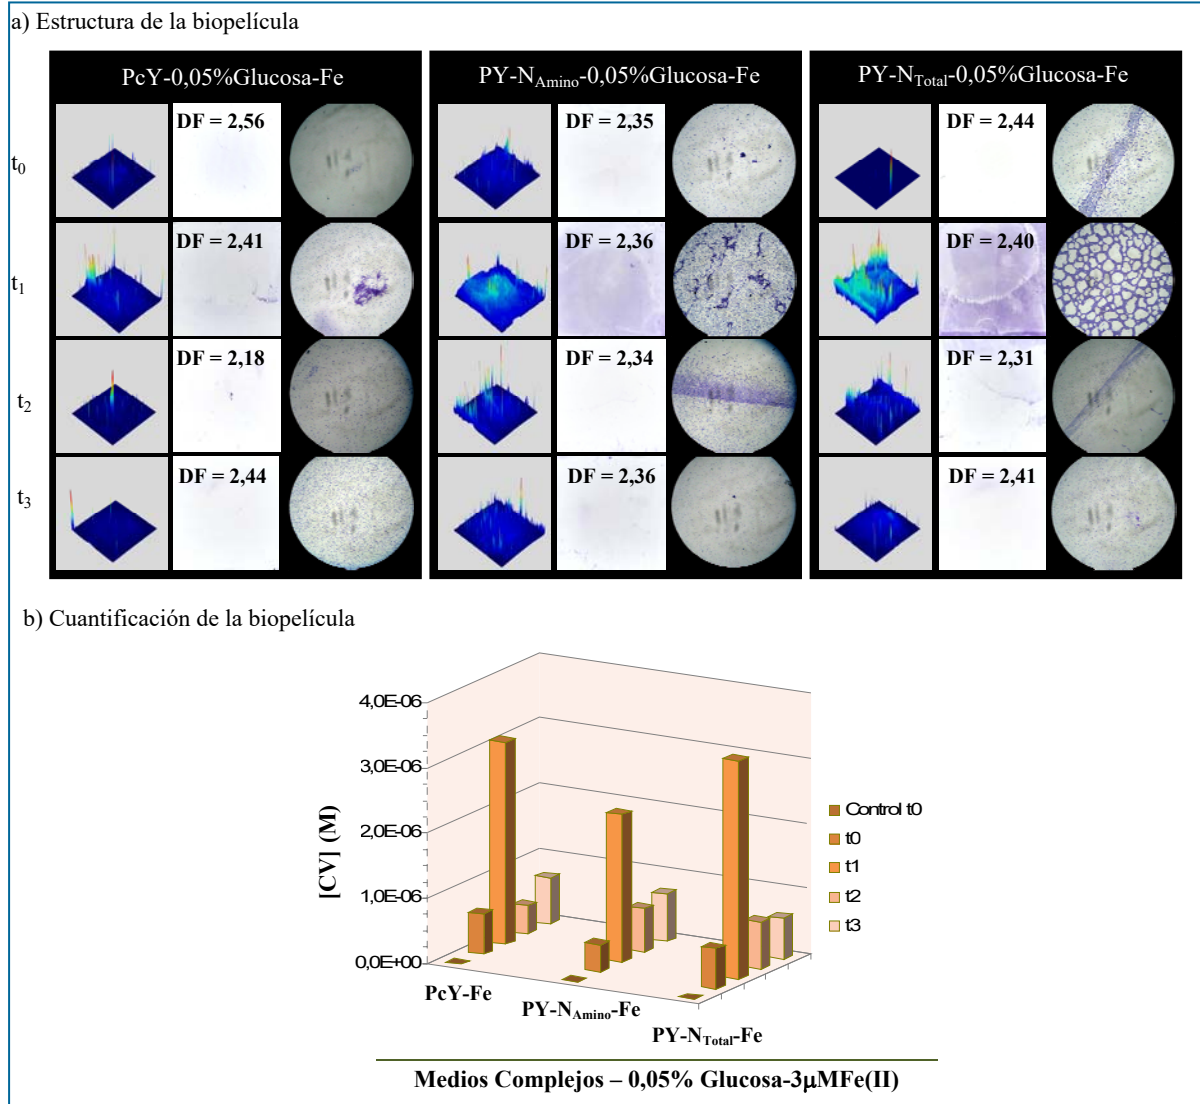 a) Estructura de la biopelícula
PcY-0,05%Glucosa-Fe
PY-N_Amino-0,05%Glucosa-Fe
PY-N_Total-0,05%Glucosa-Fe
t0
DF = 2,56
DF = 2,35
DF = 2,44
t1
DF = 2,41
DF = 2,36
DF = 2,40
t2
DF = 2,18
DF = 2,34
DF = 2,31
t3
DF = 2,44
DF = 2,36
DF = 2,41
b) Cuantificación de la biopelícula
[CV] (M)
4,0E-06
3,0E-06
2,0E-06
1,0E-06
0,0E+00
PcY-Fe
PY-N_Amino-Fe
PY-N_Total-Fe
Control t0
t0
t1
t2
t3
Medios Complejos – 0,05% Glucosa-3μMFe(II)